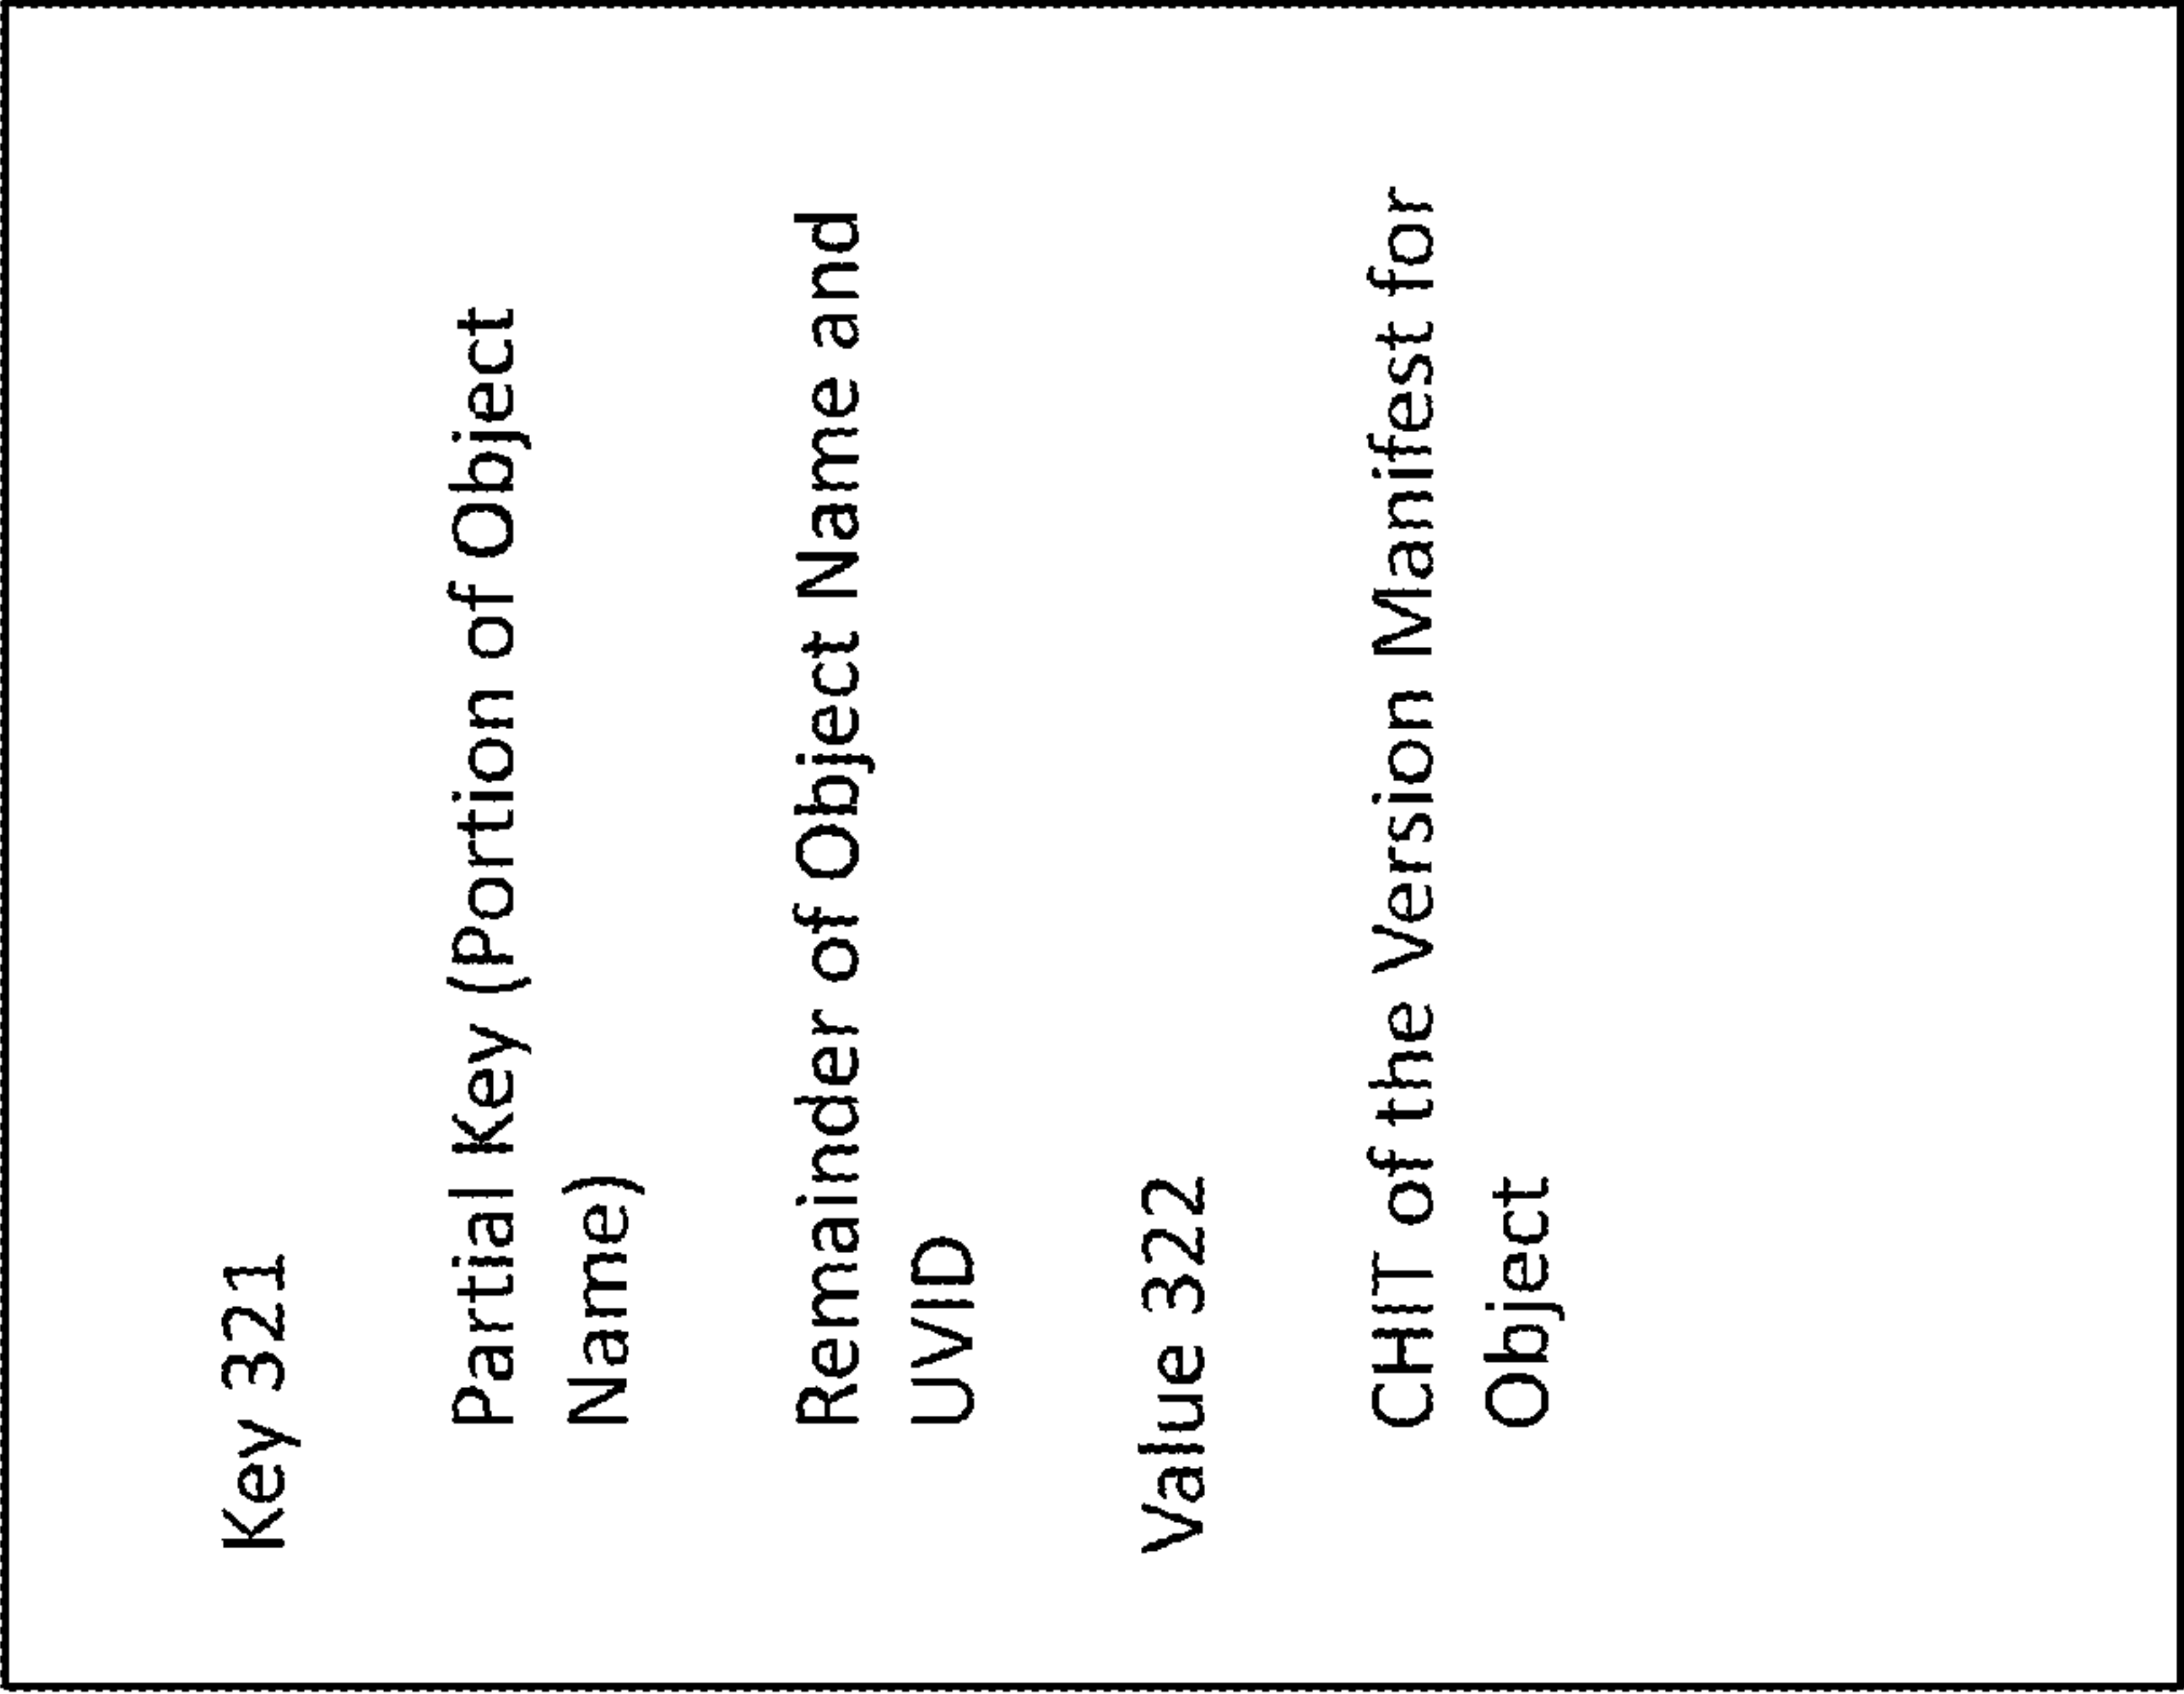 Key 321
Partial Key (Portion of Object
Name)
Remainder of Object Name and
UVID
Value 322
CHIT of the Version Manifest for
Object